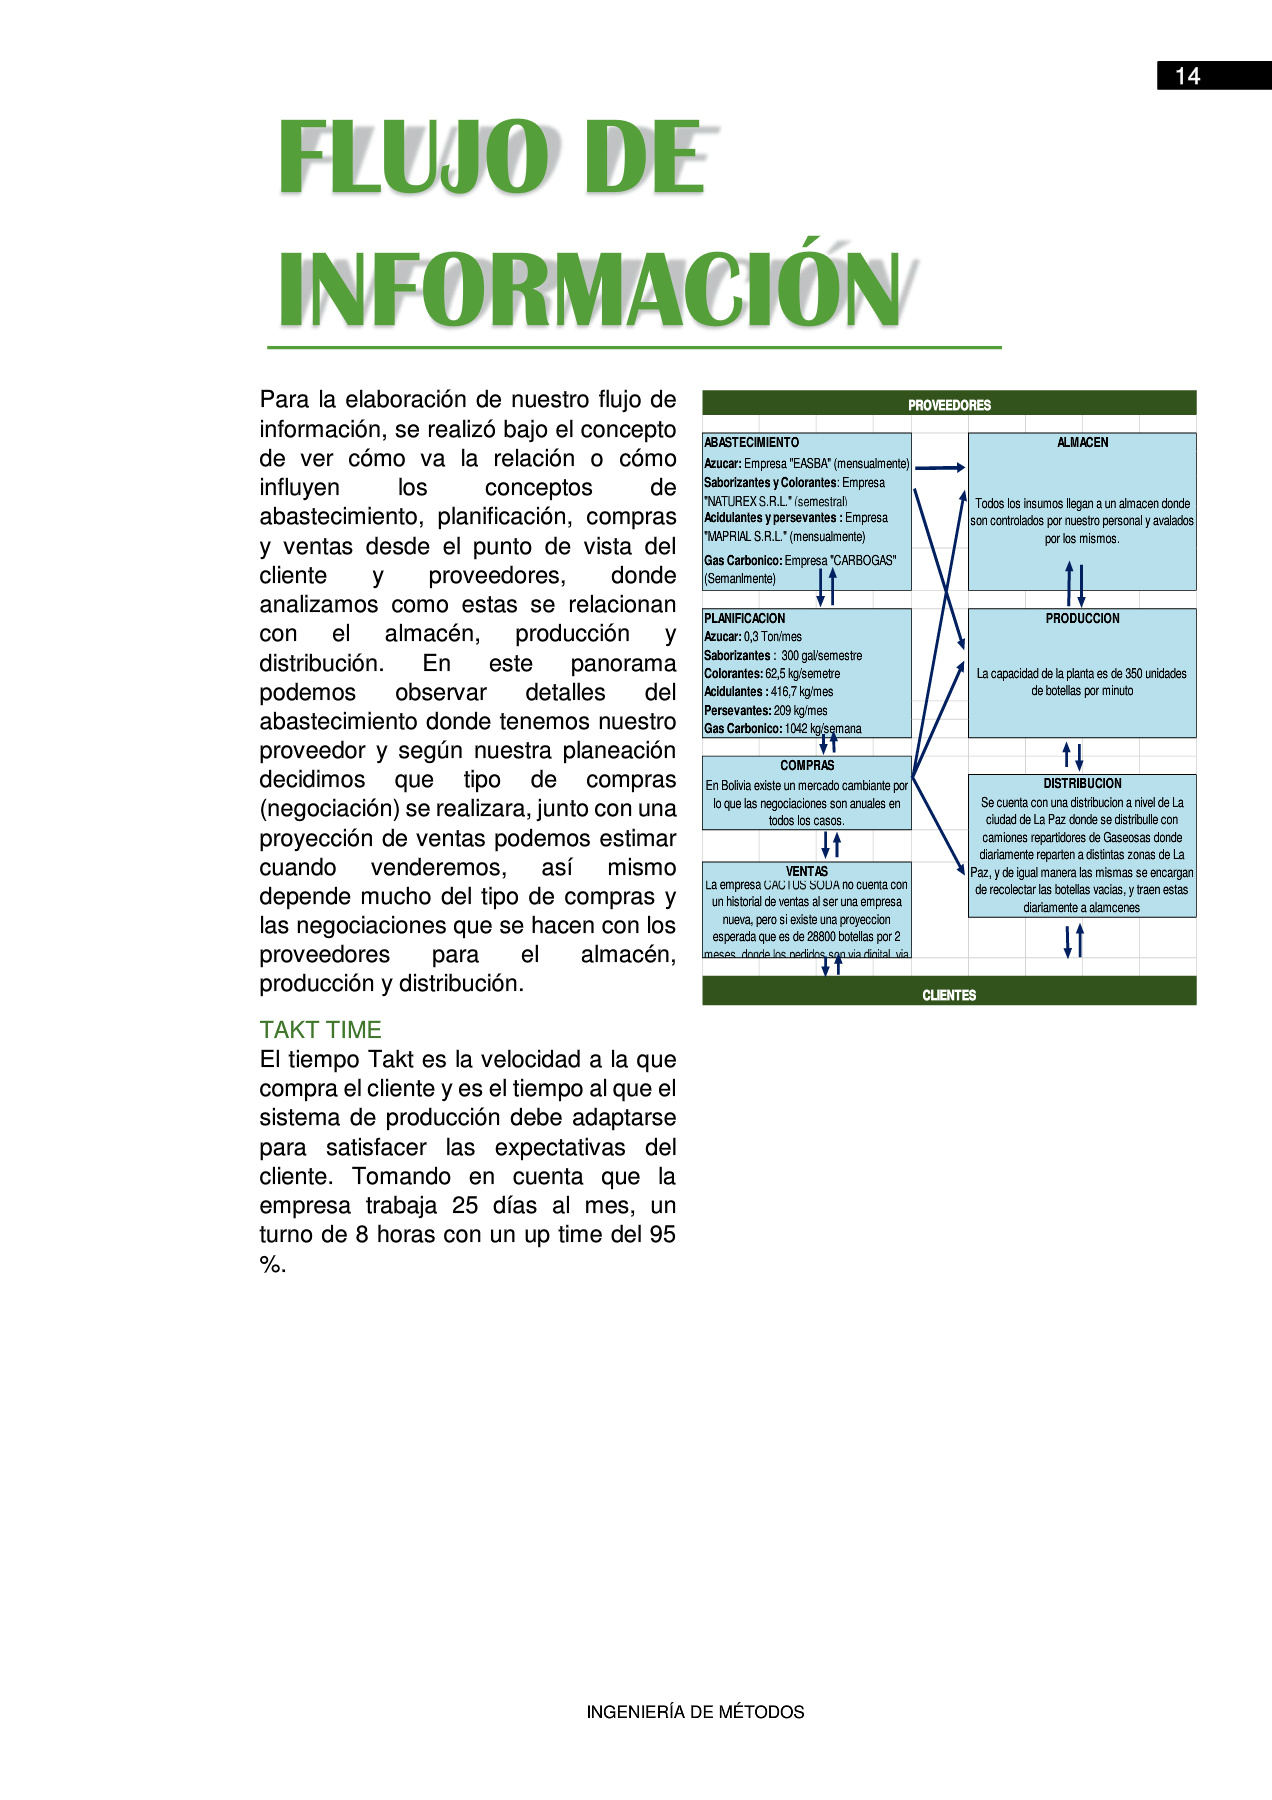 14
FLUJO DE
INFORMACIÓN
Para la elaboración de nuestro flujo de
información, se realizó bajo el concepto
de ver cómo va la relación o cómo
influyen los conceptos de
abastecimiento, planificación, compras
y ventas desde el punto de vista del
cliente y proveedores, donde
analizamos como estas se relacionan
con el almacén, producción y
distribución. En este panorama
podemos observar detalles del
abastecimiento donde tenemos nuestro
proveedor y según nuestra planeación
decidimos que tipo de compras
(negociación) se realizara, junto con una
proyección de ventas podemos estimar
cuando venderemos, así mismo
depende mucho del tipo de compras y
las negociaciones que se hacen con los
proveedores para el almacén,
producción y distribución.
TAKT TIME
El tiempo Takt es la velocidad a la que
compra el cliente y es el tiempo al que el
sistema de producción debe adaptarse
para satisfacer las expectativas del
cliente. Tomando en cuenta que la
empresa trabaja 25 días al mes, un
turno de 8 horas con un up time del 95
%.
PROVEEDORES
ABASTECIMIENTO
Azucar: Empresa "EASBA" (mensualmente)
Saborizantes y Colorantes: Empresa
"NATUREX S.R.L." (semestral)
Acidulantes y persevantes : Empresa
"MAPRIAL S.R.L." (mensualmente)
Gas Carbonico: Empresa "CARBOGAS"
(Semanlmente)
PLANIFICACION
Azucar: 0,3 Ton/mes
Saborizantes : 300 gal/semestre
Colorantes: 62,5 kg/semetre
Acidulantes : 416,7 kg/mes
Persevantes: 209 kg/mes
Gas Carbonico: 1042 kg/semana
COMPRAS
En Bolivia existe un mercado cambiante por
lo que las negociaciones son anuales en
todos los casos.
VENTAS
La empresa CACTUS SODA no cuenta con
un historial de ventas al ser una empresa
nueva, pero si existe una proyeccion
esperada que es de 28800 botellas por 2
meses, donde los pedidos son via digital, via
ALMACEN
Todos los insumos llegan a un almacen donde
son controlados por nuestro personal y avalados
por los mismos.
PRODUCCION
La capacidad de la planta es de 350 unidades
de botellas por minuto
DISTRIBUCION
Se cuenta con una distribucion a nivel de La
ciudad de La Paz donde se distribulle con
camiones repartidores de Gaseosas donde
diariamente reparten a distintas zonas de La
Paz, y de igual manera las mismas se encargan
de recolectar las botellas vacias, y traen estas
diariamente a alamcenes
CLIENTES
INGENIERÍA DE MÉTODOS